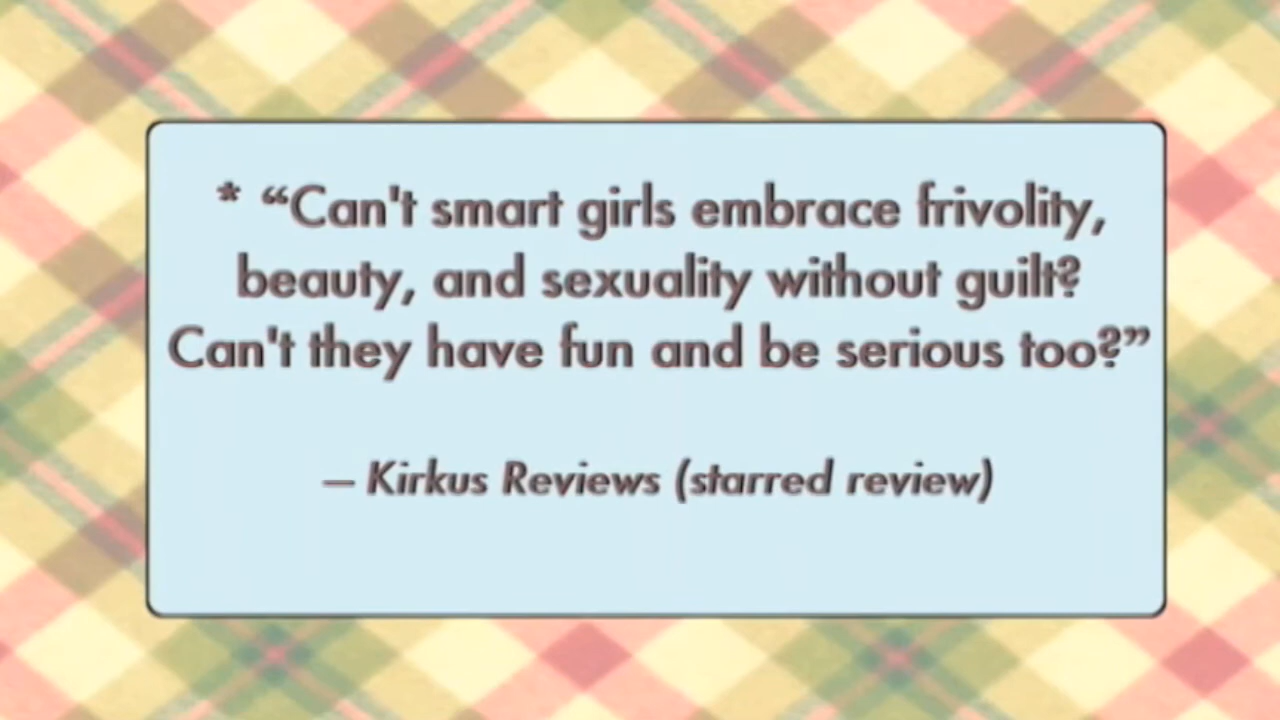 * “Can't smart girls embrace frivolity,
beauty, and sexuality without guilt?
Can't they have fun and be serious too?”
– Kirkus Reviews (starred review)